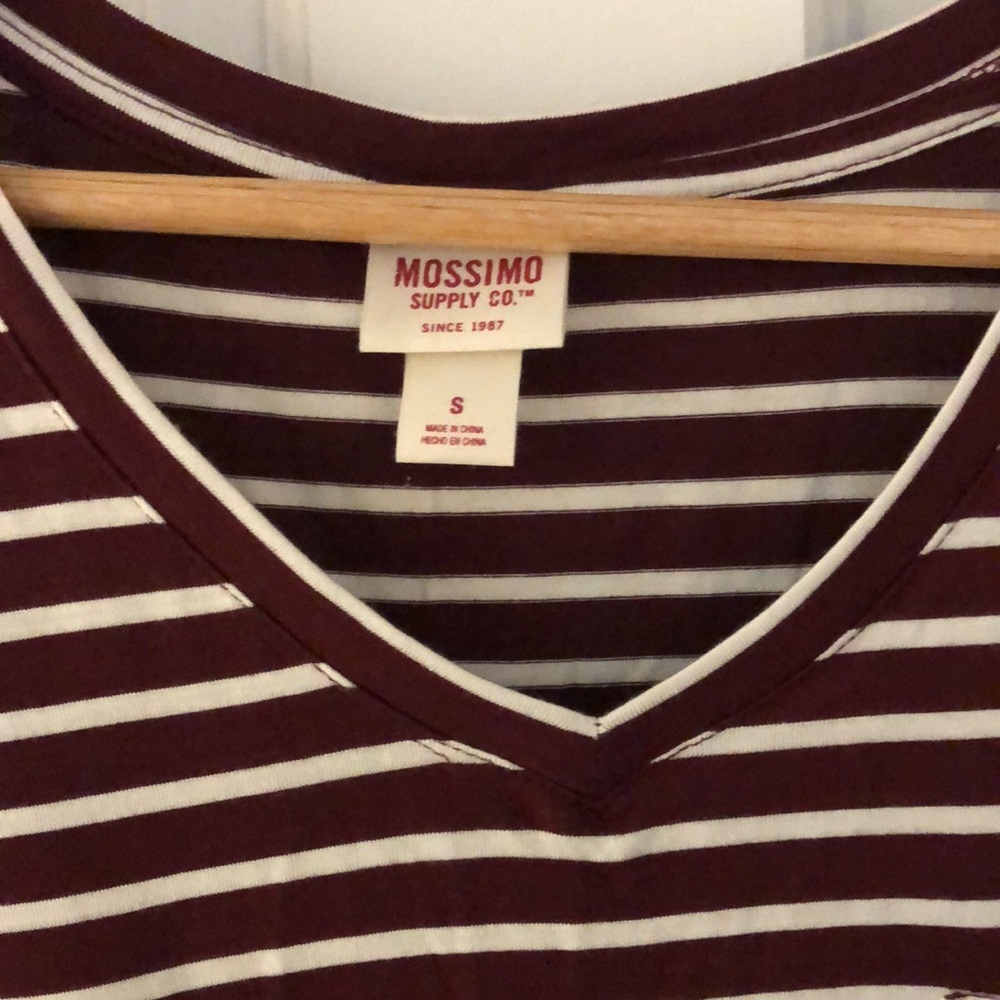 MOSSIMO
SUPPLY CO.™
SINCE 1987
S
MADE IN CHINA
HECHO EN CHINA